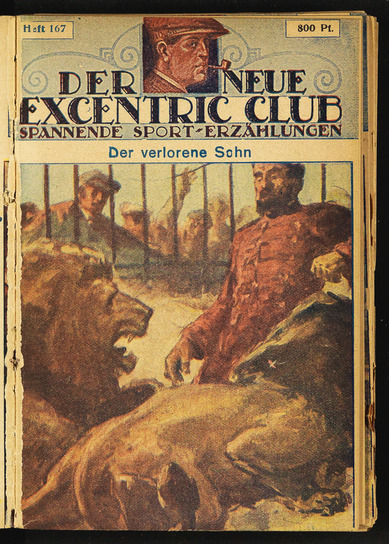 Heft 167
800 Pt.
DER NEUE
EXCENTRIC CLUB
SPANNENDE SPORT-ERZÄHLUNGEN
Der verlorene Sohn